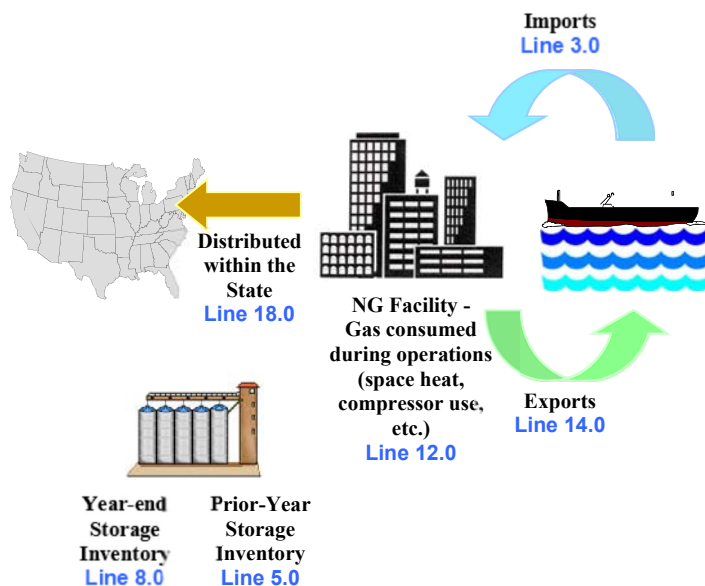 Imports
Line 3.0
Distributed
within the
State
Line 18.0
NG Facility -
Gas consumed
during operations
(space heat,
compressor use,
etc.)
Line 12.0
Exports
Line 14.0
Year-end
Storage
Inventory
Line 8.0
Prior-Year
Storage
Inventory
Line 5.0